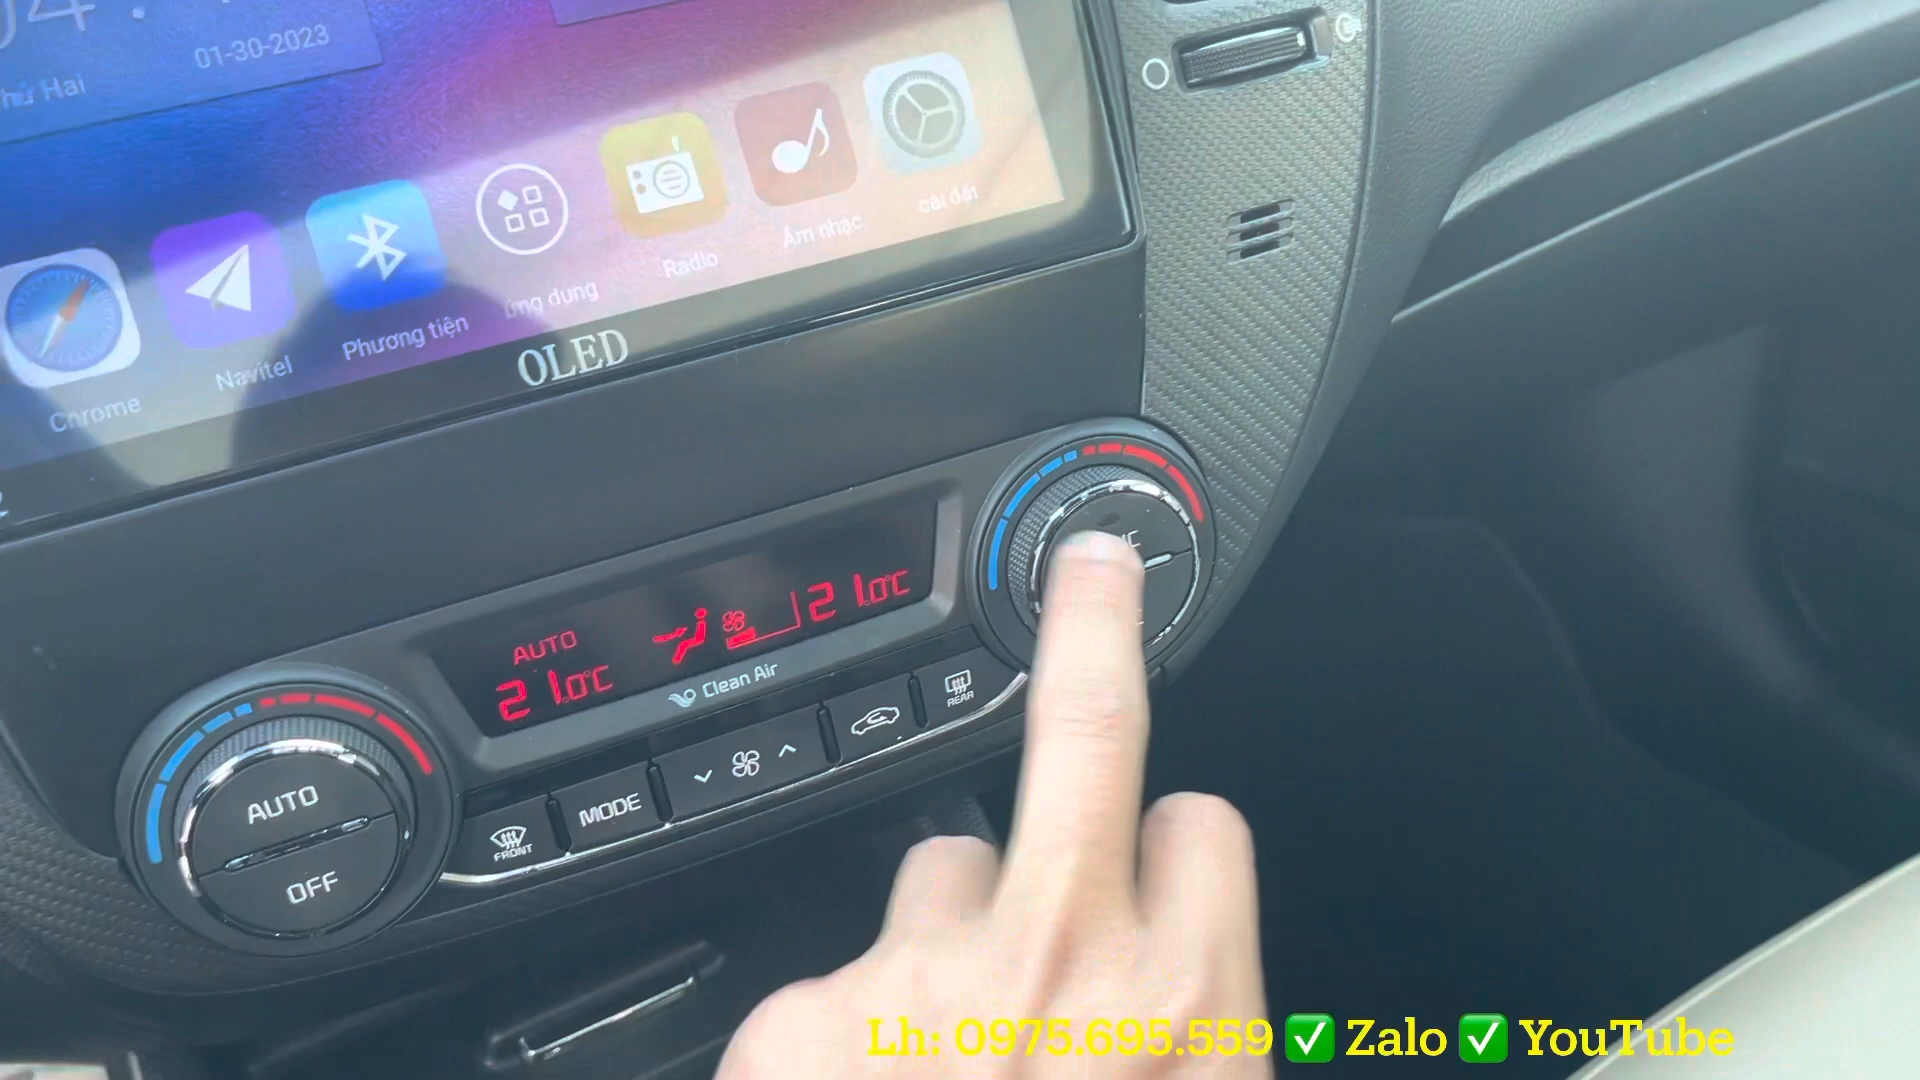 01-30-2023
Hai
Chrome
Navitel
Phương tiện
ứng dụng
Radio
Âm nhạc
cài đặt
OLED
AUTO
21.0°C
21.0°C
Clean Air
AUTO
OFF
FRONT
MODE
REAR
Lh: 0975.695.559 ✅ Zalo ✅ YouTube